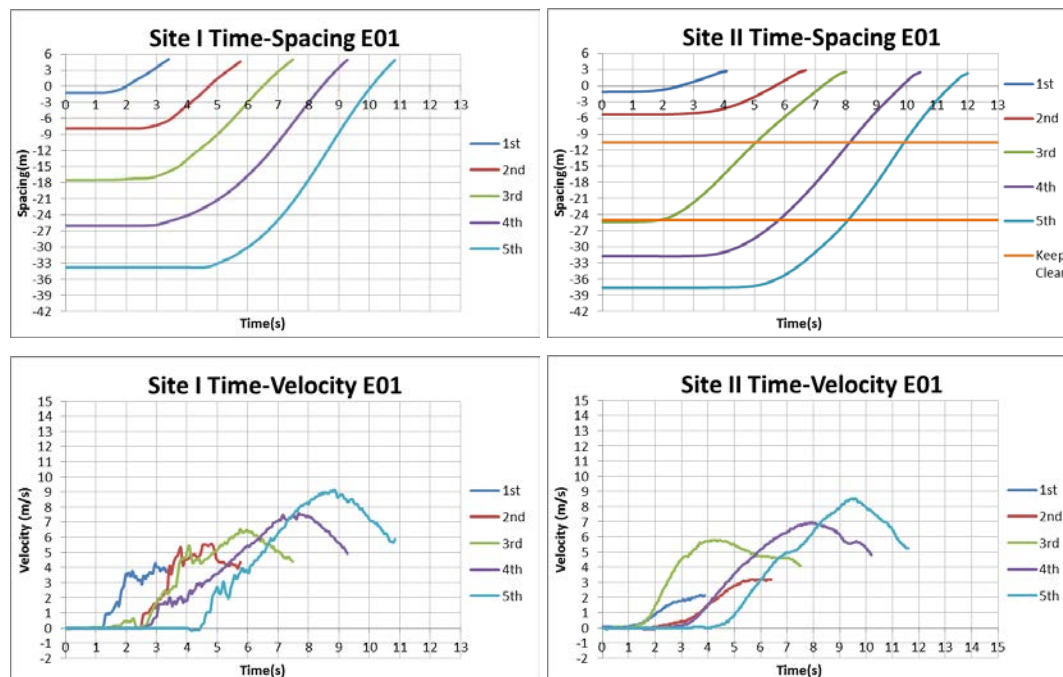 Site I Time-Spacing E01
6
3
0
-3
-6
-9
-12
-15
-18
-21
-24
-27
-30
-33
-36
-39
-42
0 1 2 3 4 5 6 7 8 9 10 11 12 13
Spacing(m)
Time(s)
1st
2nd
3rd
4th
5th
Site II Time-Spacing E01
6
3
0
-3
-6
-9
-12
-15
-18
-21
-24
-27
-30
-33
-36
-39
-42
0 1 2 3 4 5 6 7 8 9 10 11 12 13
Spacing(m)
Time(s)
1st
2nd
3rd
4th
5th
Keep
Clear
Site I Time-Velocity E01
15
14
13
12
11
10
9
8
7
6
5
4
3
2
1
0
-1
-2
0 1 2 3 4 5 6 7 8 9 10 11 12 13
Velocity (m/s)
Time(s)
1st
2nd
3rd
4th
5th
Site II Time-Velocity E01
15
14
13
12
11
10
9
8
7
6
5
4
3
2
1
0
-1
-2
0 1 2 3 4 5 6 7 8 9 10 11 12 13 14 15
Velocity (m/s)
Time(s)
1st
2nd
3rd
4th
5th